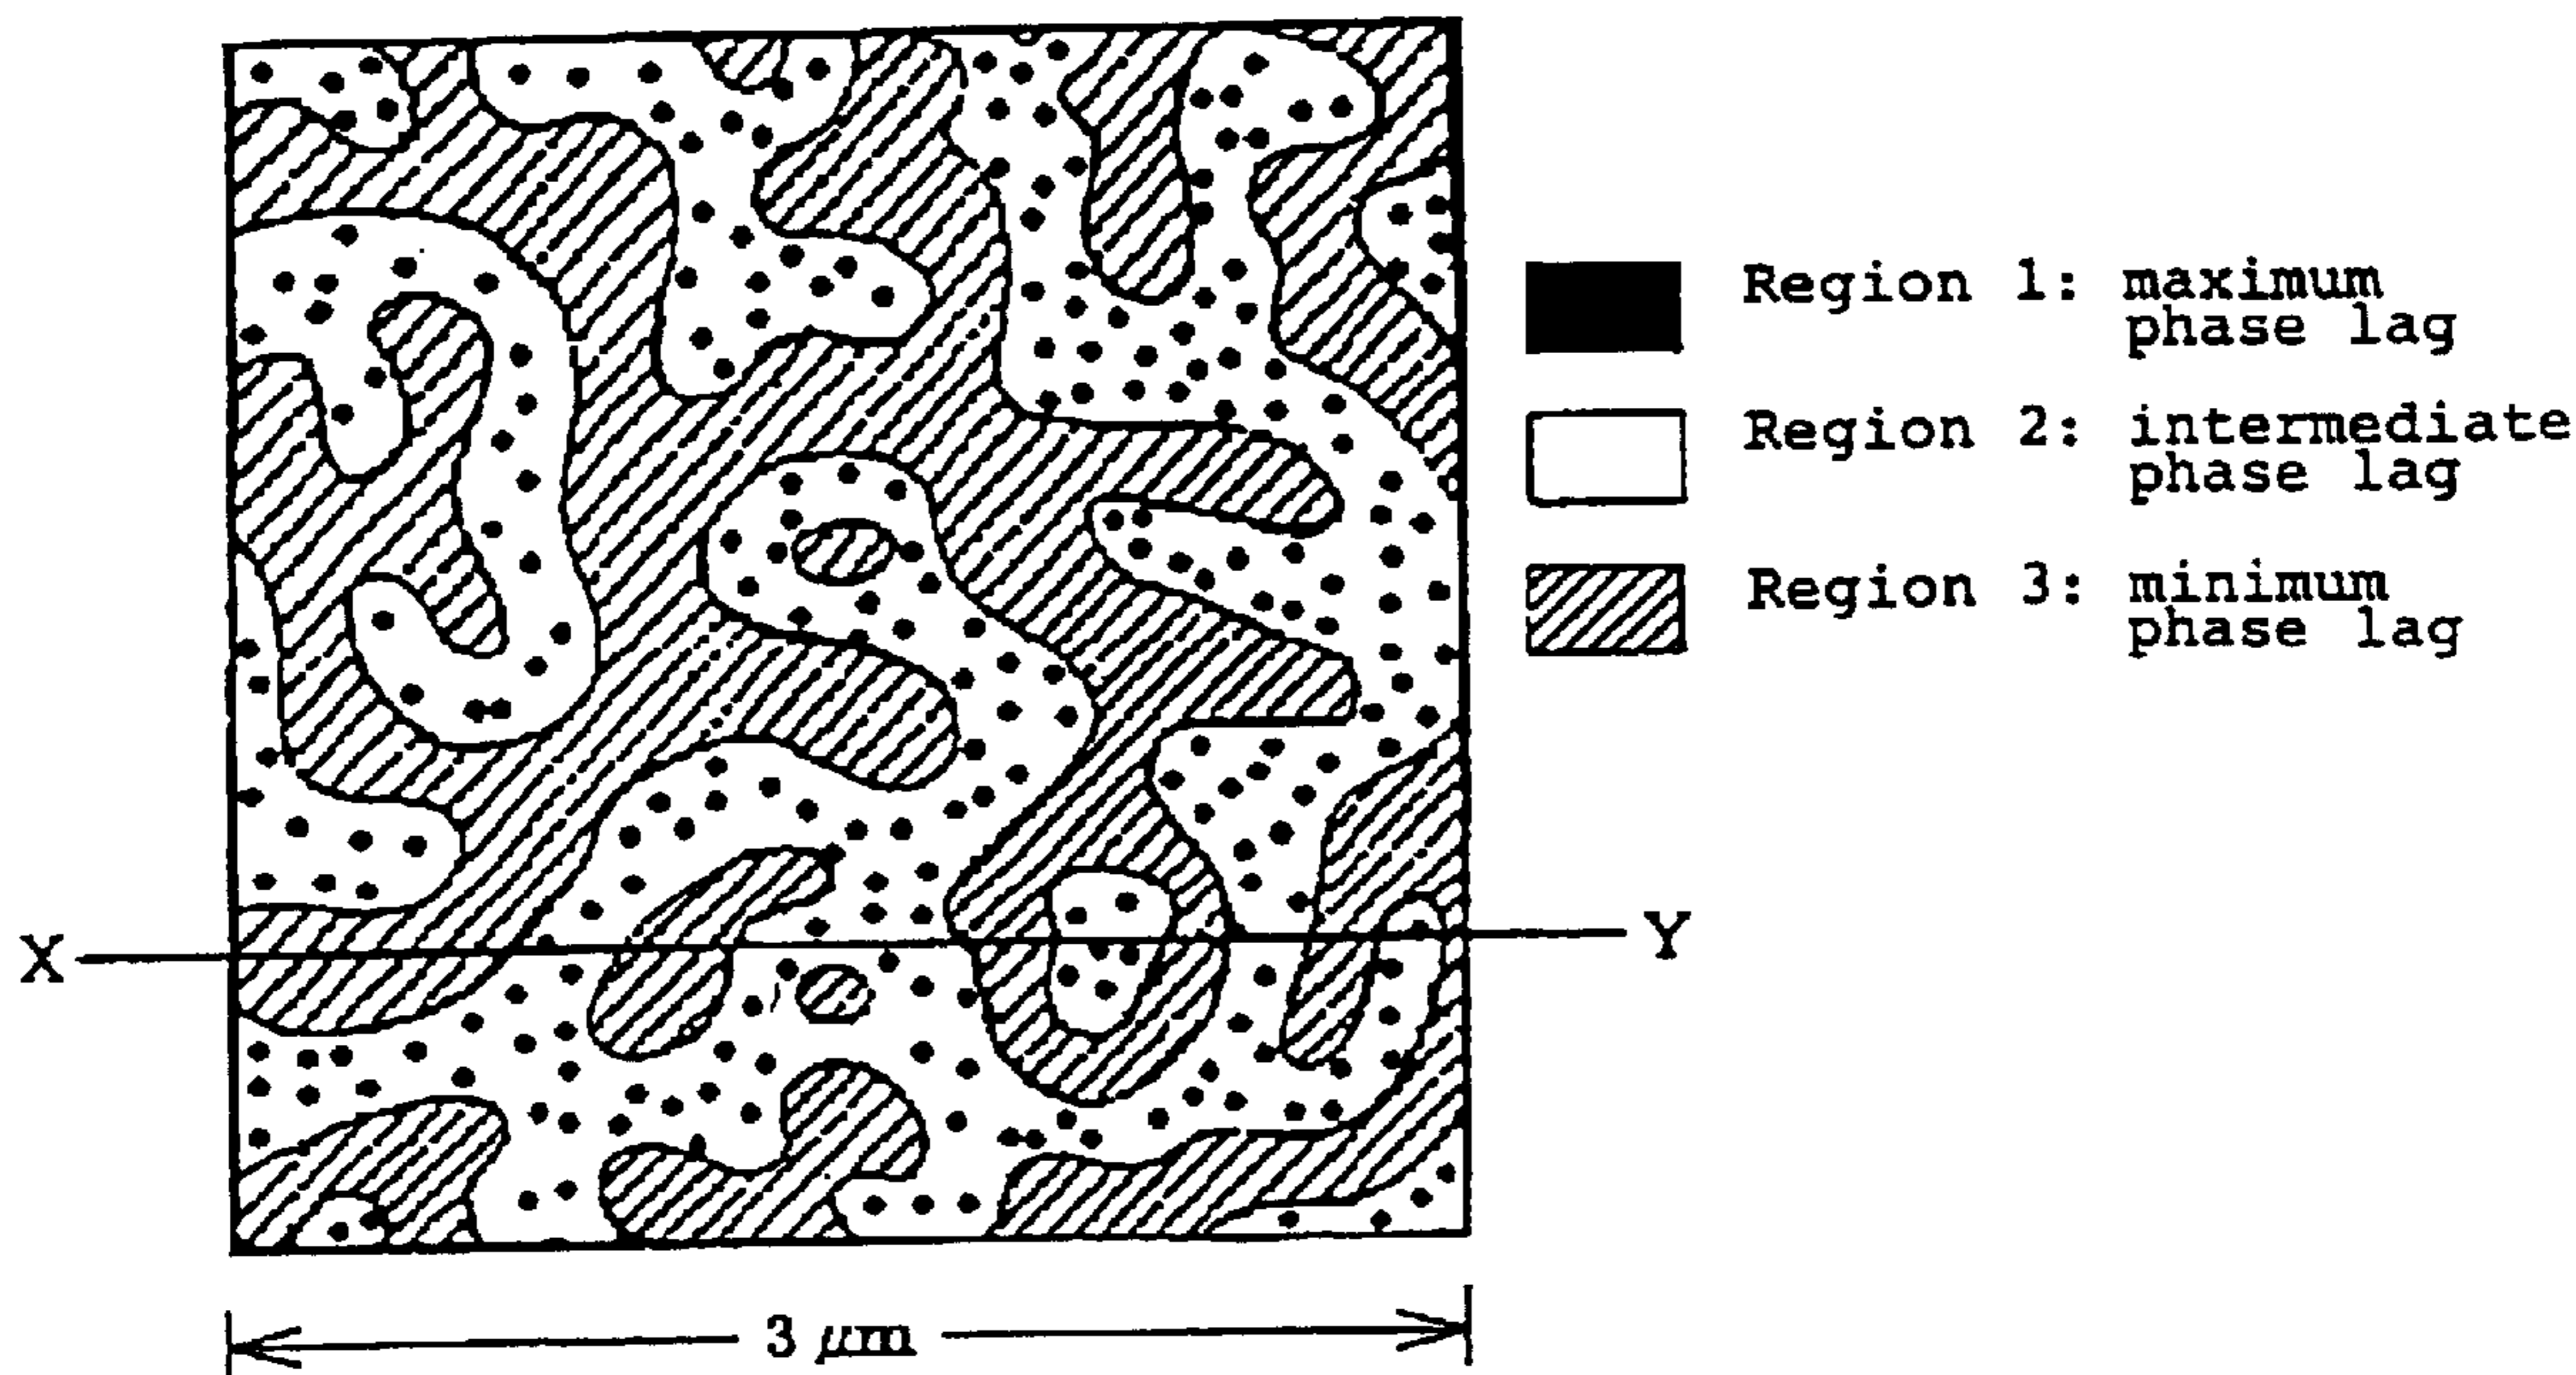 Region 1: maximum
phase lag
Region 2: intermediate
phase lag
Region 3: minimum
phase lag
X
Y
3 μm